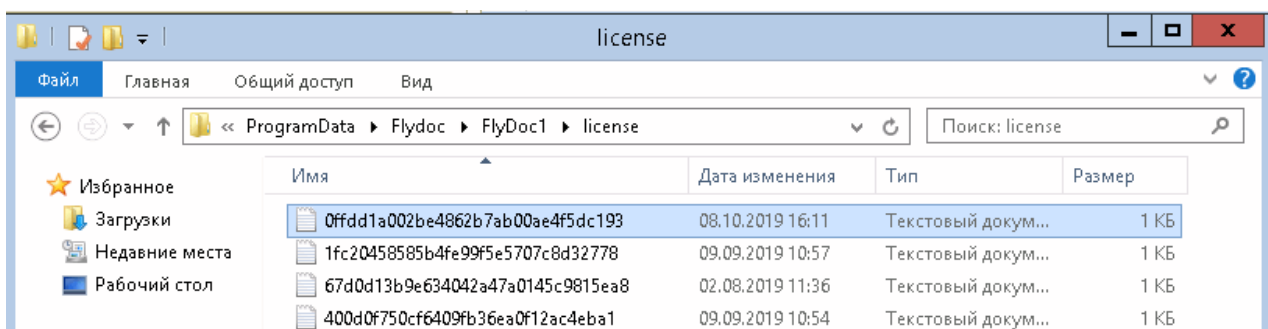 license
Файл Главная Общий доступ Вид
« ProgramData Flydoc FlyDoc1 license Поиск: license
Избранное
Загрузки
Недавние места
Рабочий стол
Имя Дата изменения Тип Размер
0ffdd1a002be4862b7ab00ae4f5dc193 08.10.2019 16:11 Текстовый докум... 1 КБ
1fc20458585b4fe99f5e5707c8d32778 09.09.2019 10:57 Текстовый докум... 1 КБ
67d0d13b9e634042a47a0145c9815ea8 02.08.2019 11:36 Текстовый докум... 1 КБ
400d0f750cf6409fb36ea0f12ac4eba1 09.09.2019 10:54 Текстовый докум... 1 КБ